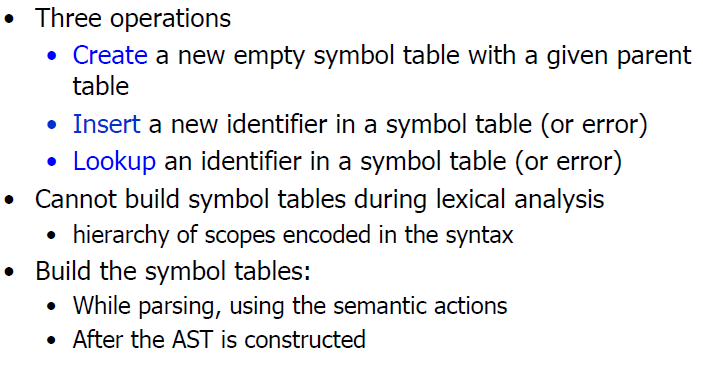 • Three operations
• Create a new empty symbol table with a given parent
table
• Insert a new identifier in a symbol table (or error)
• Lookup an identifier in a symbol table (or error)
• Cannot build symbol tables during lexical analysis
• hierarchy of scopes encoded in the syntax
• Build the symbol tables:
• While parsing, using the semantic actions
• After the AST is constructed